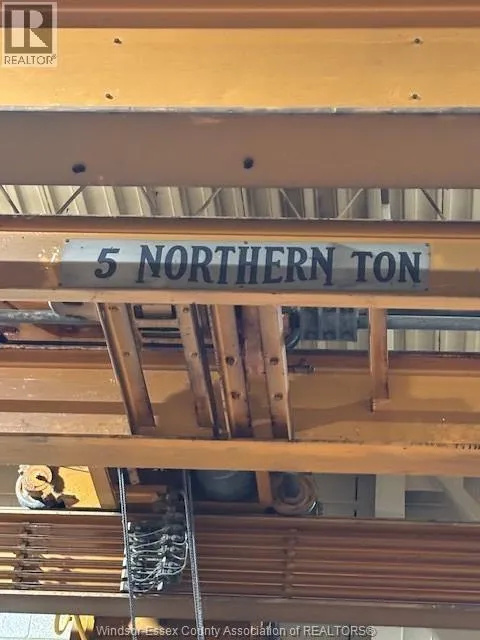 REALTOR®
5 NORTHERN TON
Windsor-Essex County Association of REALTORS®